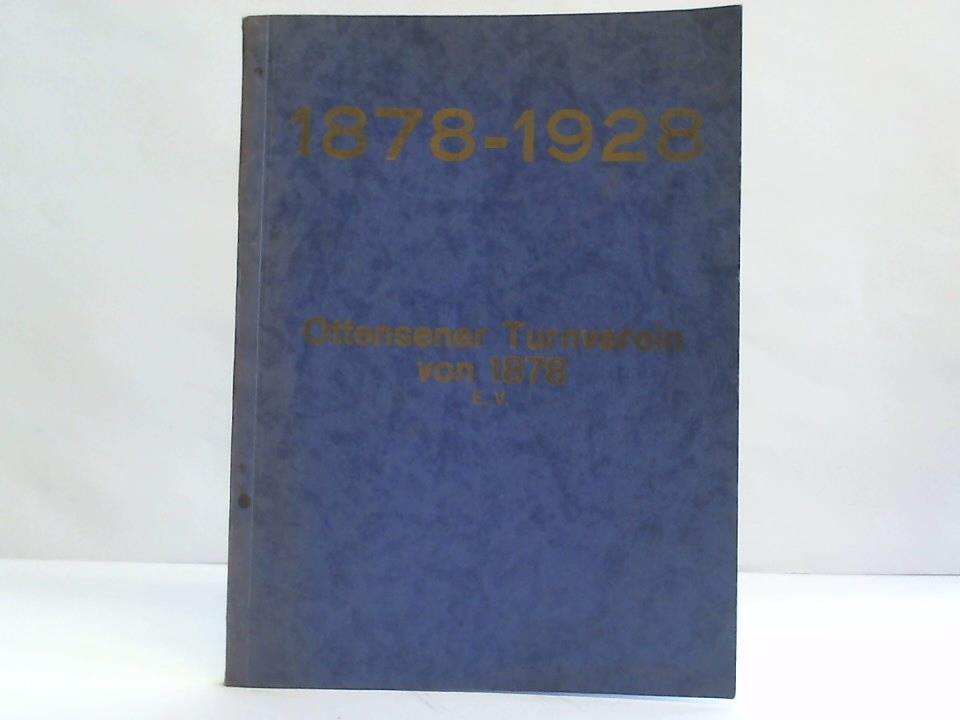 1878-1928
Ottensener Turnverein
von 1878
E. V.